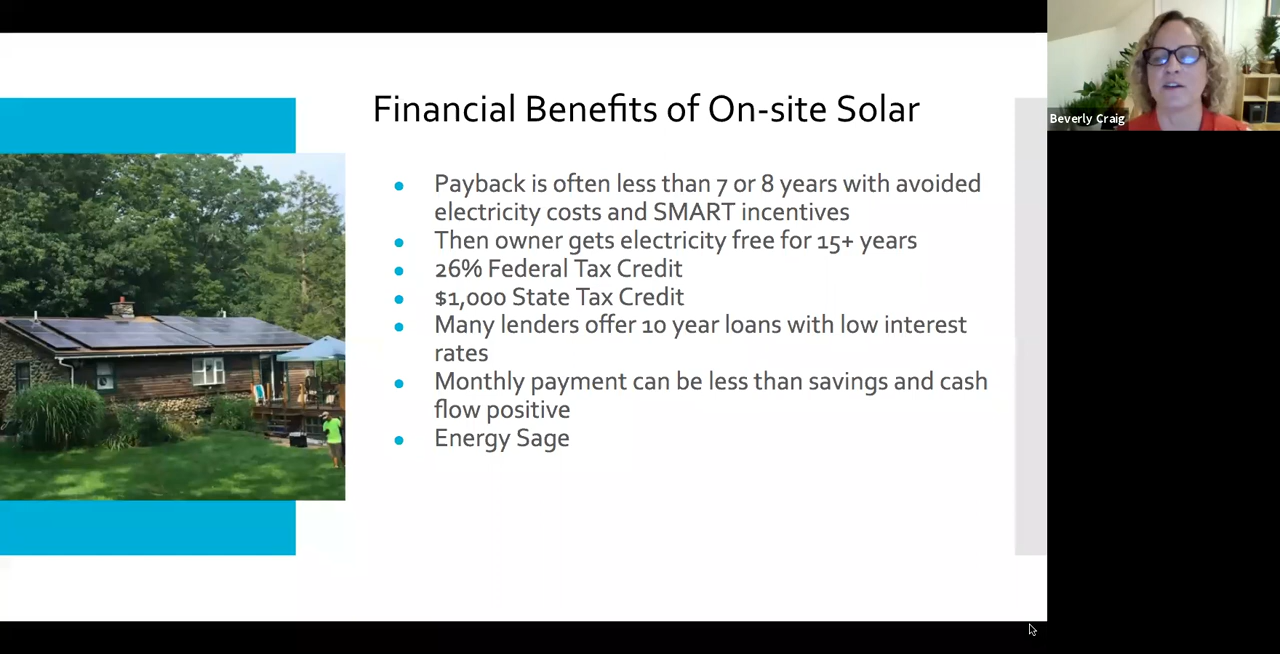 Financial Benefits of On-site Solar
Payback is often less than 7 or 8 years with avoided
electricity costs and SMART incentives
Then owner gets electricity free for 15+ years
26% Federal Tax Credit
$1,000 State Tax Credit
Many lenders offer 10 year loans with low interest
rates
Monthly payment can be less than savings and cash
flow positive
Energy Sage
Beverly Craig